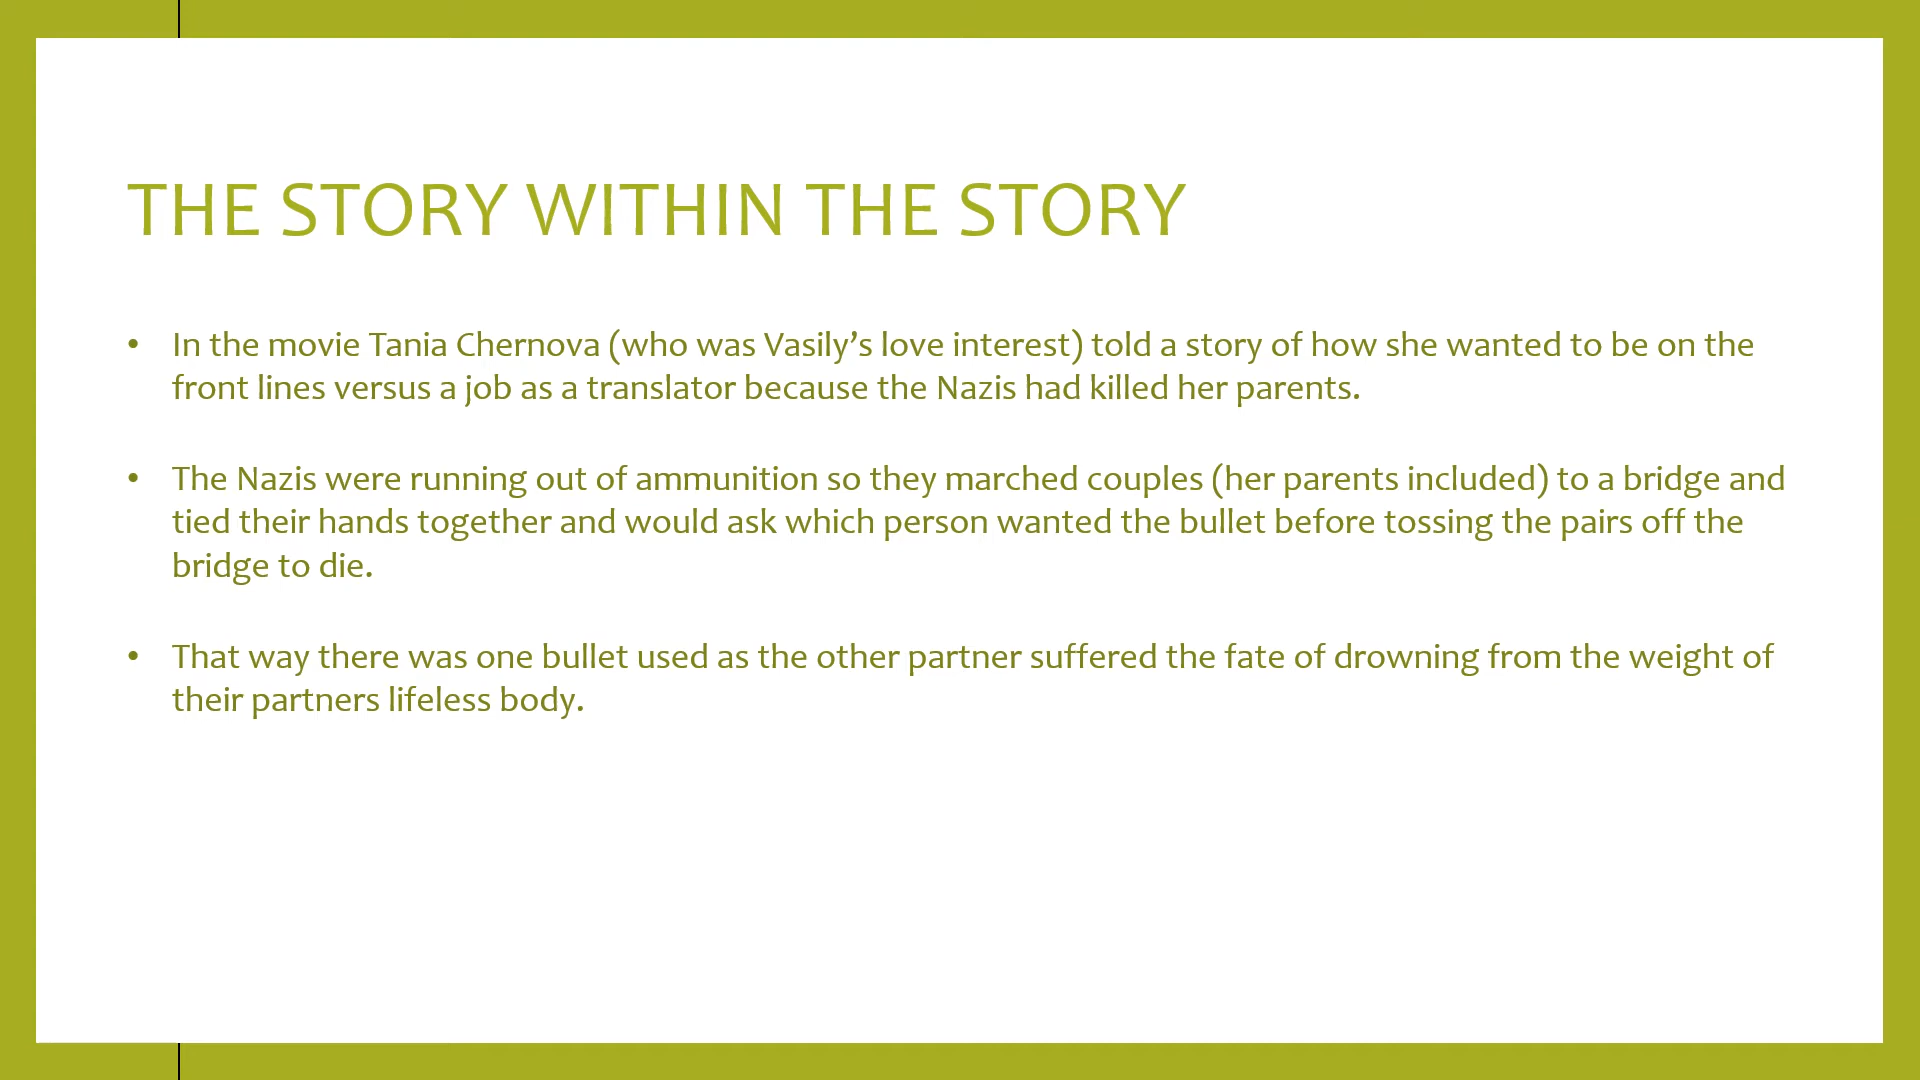 THE STORY WITHIN THE STORY
• In the movie Tania Chernova (who was Vasily’s love interest) told a story of how she wanted to be on the
front lines versus a job as a translator because the Nazis had killed her parents.
• The Nazis were running out of ammunition so they marched couples (her parents included) to a bridge and
tied their hands together and would ask which person wanted the bullet before tossing the pairs off the
bridge to die.
• That way there was one bullet used as the other partner suffered the fate of drowning from the weight of
their partners lifeless body.